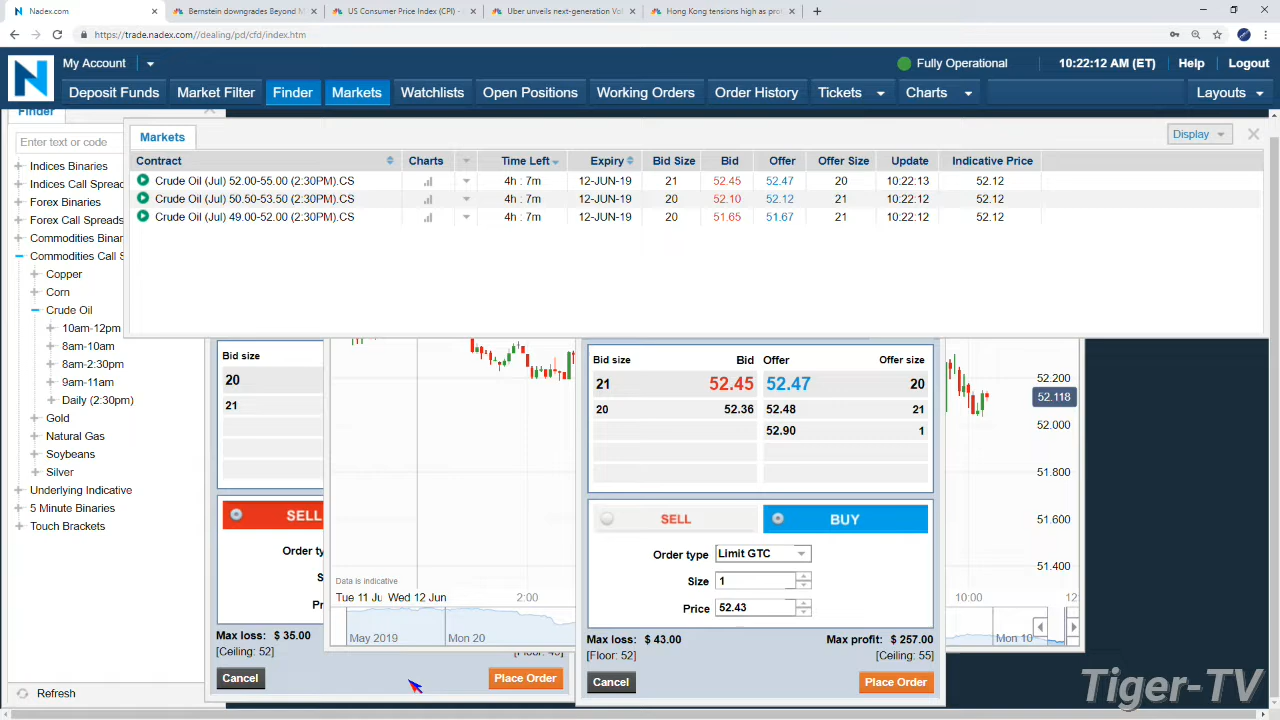 Nadex.com
Bernstein downgrades Beyond M
US Consumer Price Index (CPI) -
Uber unveils next-generation Vol
Hong Kong tensions high as prot
https://trade.nadex.com//dealing/pd/cfd/index.htm
N
My Account
Fully Operational
10:22:12 AM (ET)
Help
Logout
Deposit Funds
Market Filter
Finder
Markets
Watchlists
Open Positions
Working Orders
Order History
Tickets
Charts
Layouts
Finder
Enter text or code
Indices Binaries
Indices Call Spreac
Forex Binaries
Forex Call Spreads
Commodities Binar
Commodities Call S
Copper
Corn
Crude Oil
10am-12pm
8am-10am
8am-2:30pm
9am-11am
Daily (2:30pm)
Gold
Natural Gas
Soybeans
Silver
Underlying Indicative
5 Minute Binaries
Touch Brackets
Refresh
Markets
Display
Contract Charts Time Left Expiry Bid Size Bid Offer Offer Size Update Indicative Price
Crude Oil (Jul) 52.00-55.00 (2:30PM).CS 4h : 7m 12-JUN-19 21 52.45 52.47 20 10:22:13 52.12
Crude Oil (Jul) 50.50-53.50 (2:30PM).CS 4h : 7m 12-JUN-19 20 52.10 52.12 21 10:22:12 52.12
Crude Oil (Jul) 49.00-52.00 (2:30PM).CS 4h : 7m 12-JUN-19 20 51.65 51.67 21 10:22:12 52.12
Bid size
20
21
SELL
Order ty
S
Pr
Max loss: $ 35.00
[Ceiling: 52]
Cancel
Place Order
Data is indicative
Tue 11 Ju Wed 12 Jun 2:00
May 2019 Mon 20
Bid size Bid Offer Offer size
21 52.45 52.47 20
20 52.36 52.48 21
52.90 1
SELL
BUY
Order type Limit GTC
Size 1
Price 52.43
Max loss: $ 43.00 Max profit: $ 257.00
[Floor: 52] [Ceiling: 55]
Cancel
Place Order
52.200
52.118
52.000
51.800
51.600
51.400
10:00 12:
Mon 10
Tiger-TV